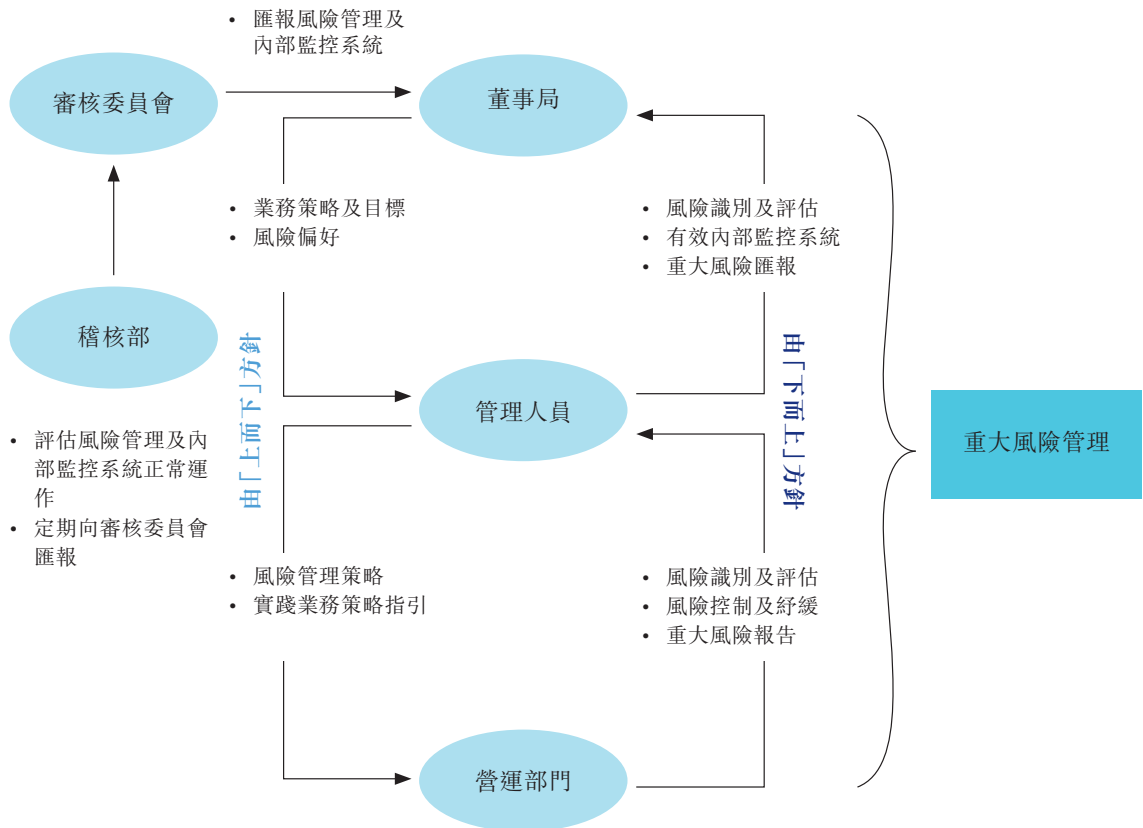 • 匯報風險管理及
內部監控系統
審核委員會
董事局
• 業務策略及目標
• 風險偏好
• 風險識別及評估
• 有效內部監控系統
• 重大風險匯報
稽核部
• 評估風險管理及內
部監控系統正常運
作
• 定期向審核委員會
匯報
由「上而下」方針
管理人員
由「下而上」方針
重大風險管理
• 風險管理策略
• 實踐業務策略指引
• 風險識別及評估
• 風險控制及紓緩
• 重大風險報告
營運部門